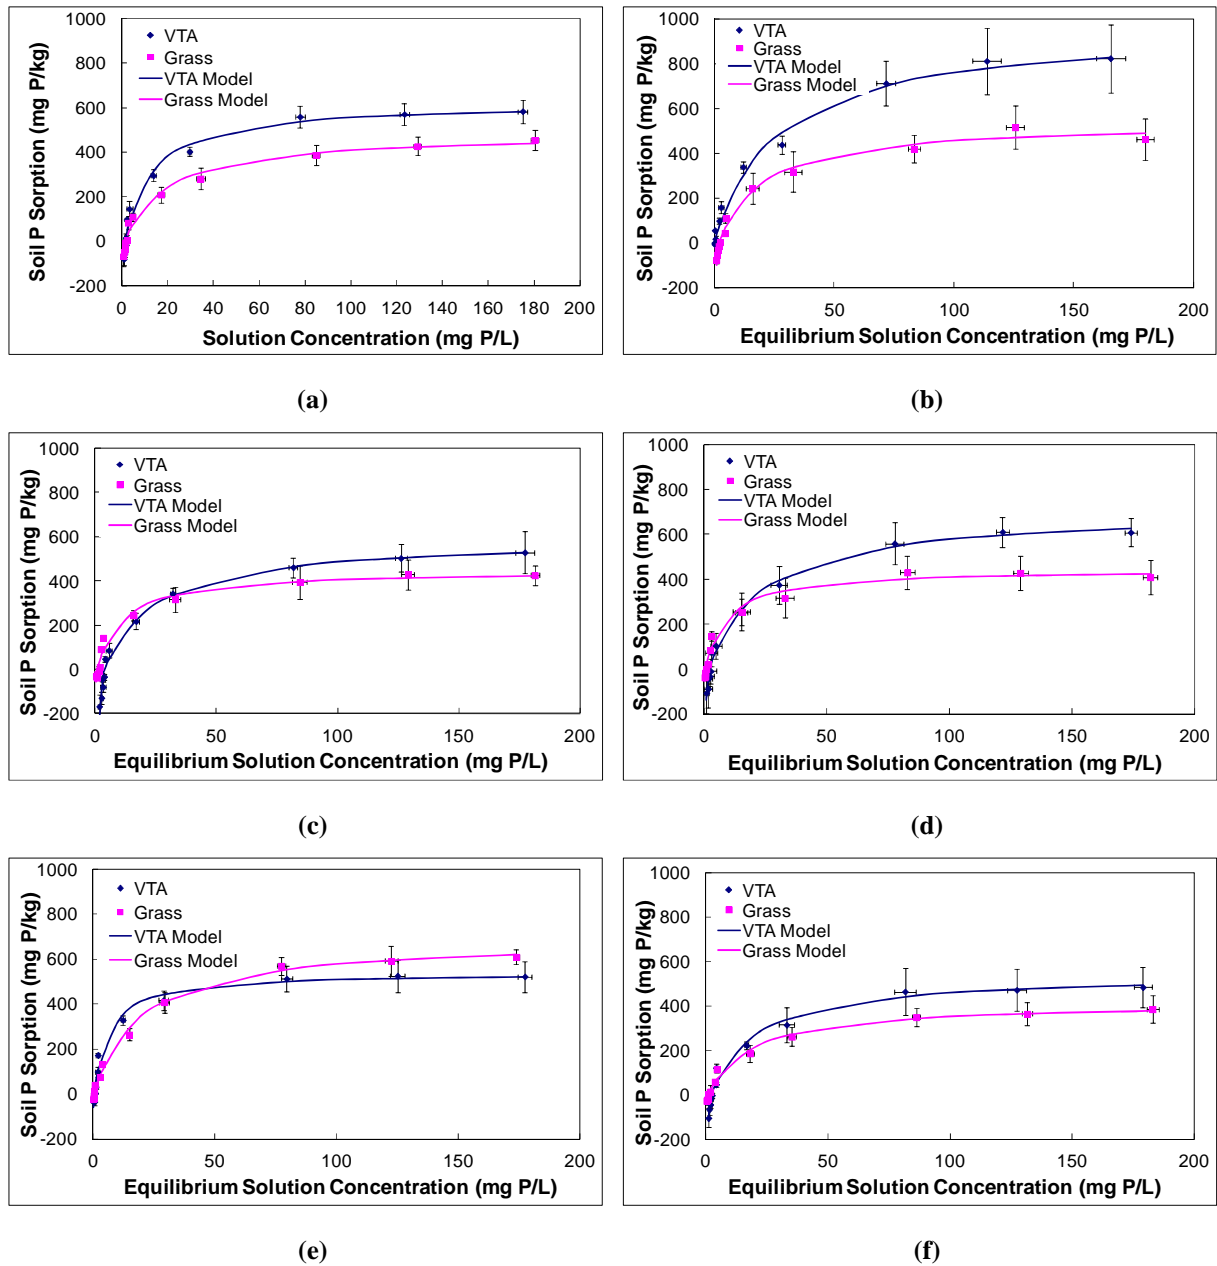 1000
800
600
400
200
0
-200
Soil P Sorption (mg P/kg)
VTA
Grass
VTA Model
Grass Model
0 20 40 60 80 100 120 140 160 180 200
Solution Concentration (mg P/L)
(a)
1000
800
600
400
200
0
-200
Soil P Sorption (mg P/kg)
VTA
Grass
VTA Model
Grass Model
0 50 100 150 200
Equilibrium Solution Concentration (mg P/L)
(b)
1000
800
600
400
200
0
-200
Soil P Sorption (mg P/kg)
VTA
Grass
VTA Model
Grass Model
0 50 100 150 200
Equilibrium Solution Concentration (mg P/L)
(c)
1000
800
600
400
200
0
-200
Soil P Sorption (mg P/kg)
VTA
Grass
VTA Model
Grass Model
0 50 100 150 200
Equilibrium Solution Concentration (mg P/L)
(d)
1000
800
600
400
200
0
-200
Soil P Sorption (mg P/kg)
VTA
Grass
VTA Model
Grass Model
0 50 100 150 200
Equilibrium Solution Concentration (mg P/L)
(e)
1000
800
600
400
200
0
-200
Soil P Sorption (mg P/kg)
VTA
Grass
VTA Model
Grass Model
0 50 100 150 200
Equilibrium Solution Concentration (mg P/L)
(f)